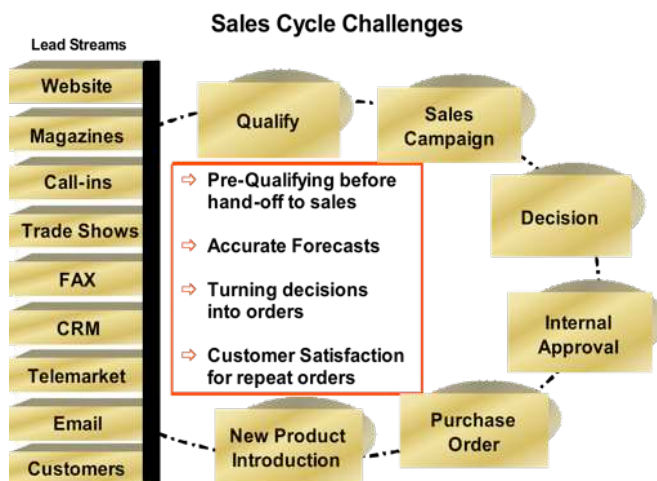 Sales Cycle Challenges
Lead Streams
Website
Magazines
Call-ins
Trade Shows
FAX
CRM
Telemarket
Email
Customers
Qualify
Sales
Campaign
Decision
Internal
Approval
Purchase
Order
New Product
Introduction
⇨ Pre-Qualifying before
hand-off to sales
⇨ Accurate Forecasts
⇨ Turning decisions
into orders
⇨ Customer Satisfaction
for repeat orders